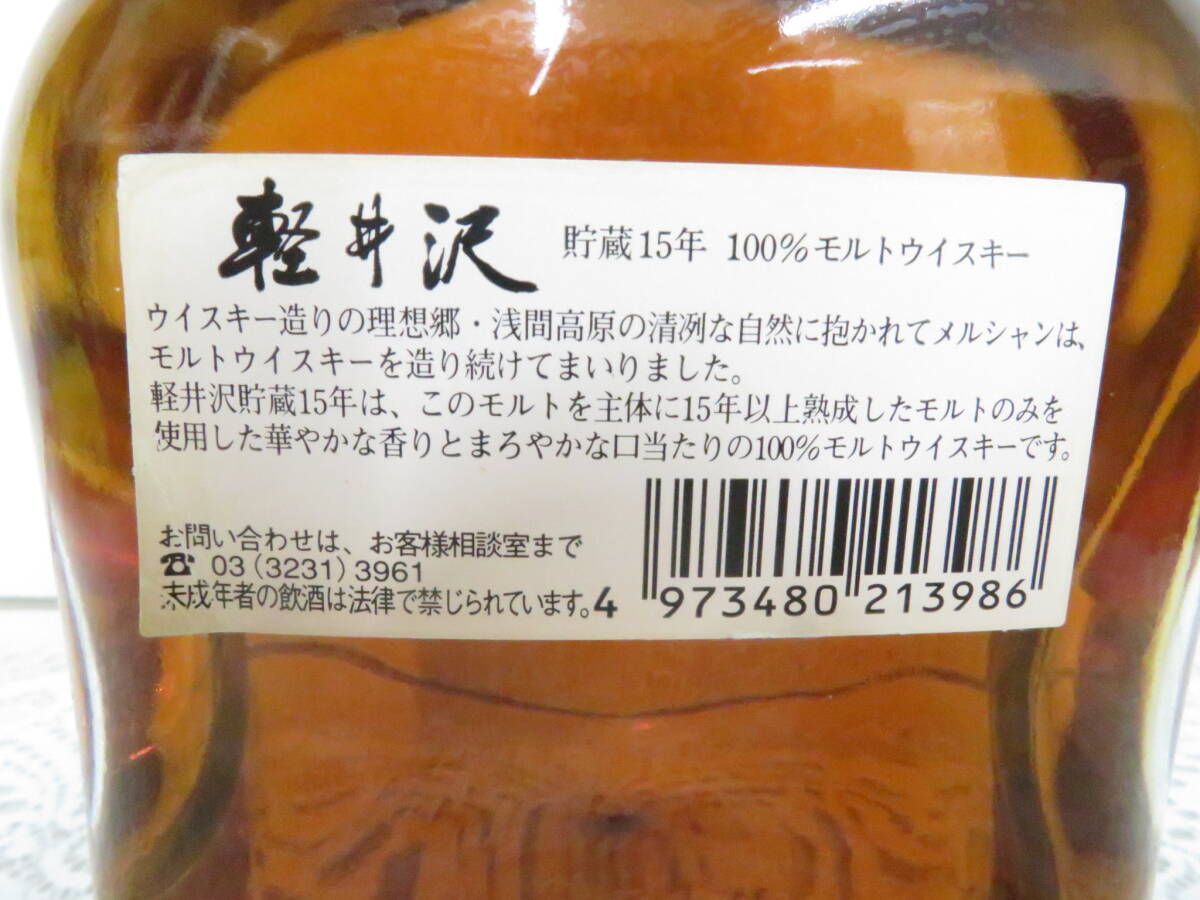 軽井沢 貯蔵15年 100%モルトウイスキー
ウイスキー造りの理想郷・浅間高原の清冽な自然に抱かれてメルシャンは、
モルトウイスキーを造り続けてまいりました。
軽井沢貯蔵15年は、このモルトを主体に15年以上熟成したモルトのみを
使用した華やかな香りとまろやかな口当たりの100%モルトウイスキーです。
お問い合わせは、お客様相談室まで
☎ 03(3231)3961
未成年者の飲酒は法律で禁じられています。
4 973480 213986